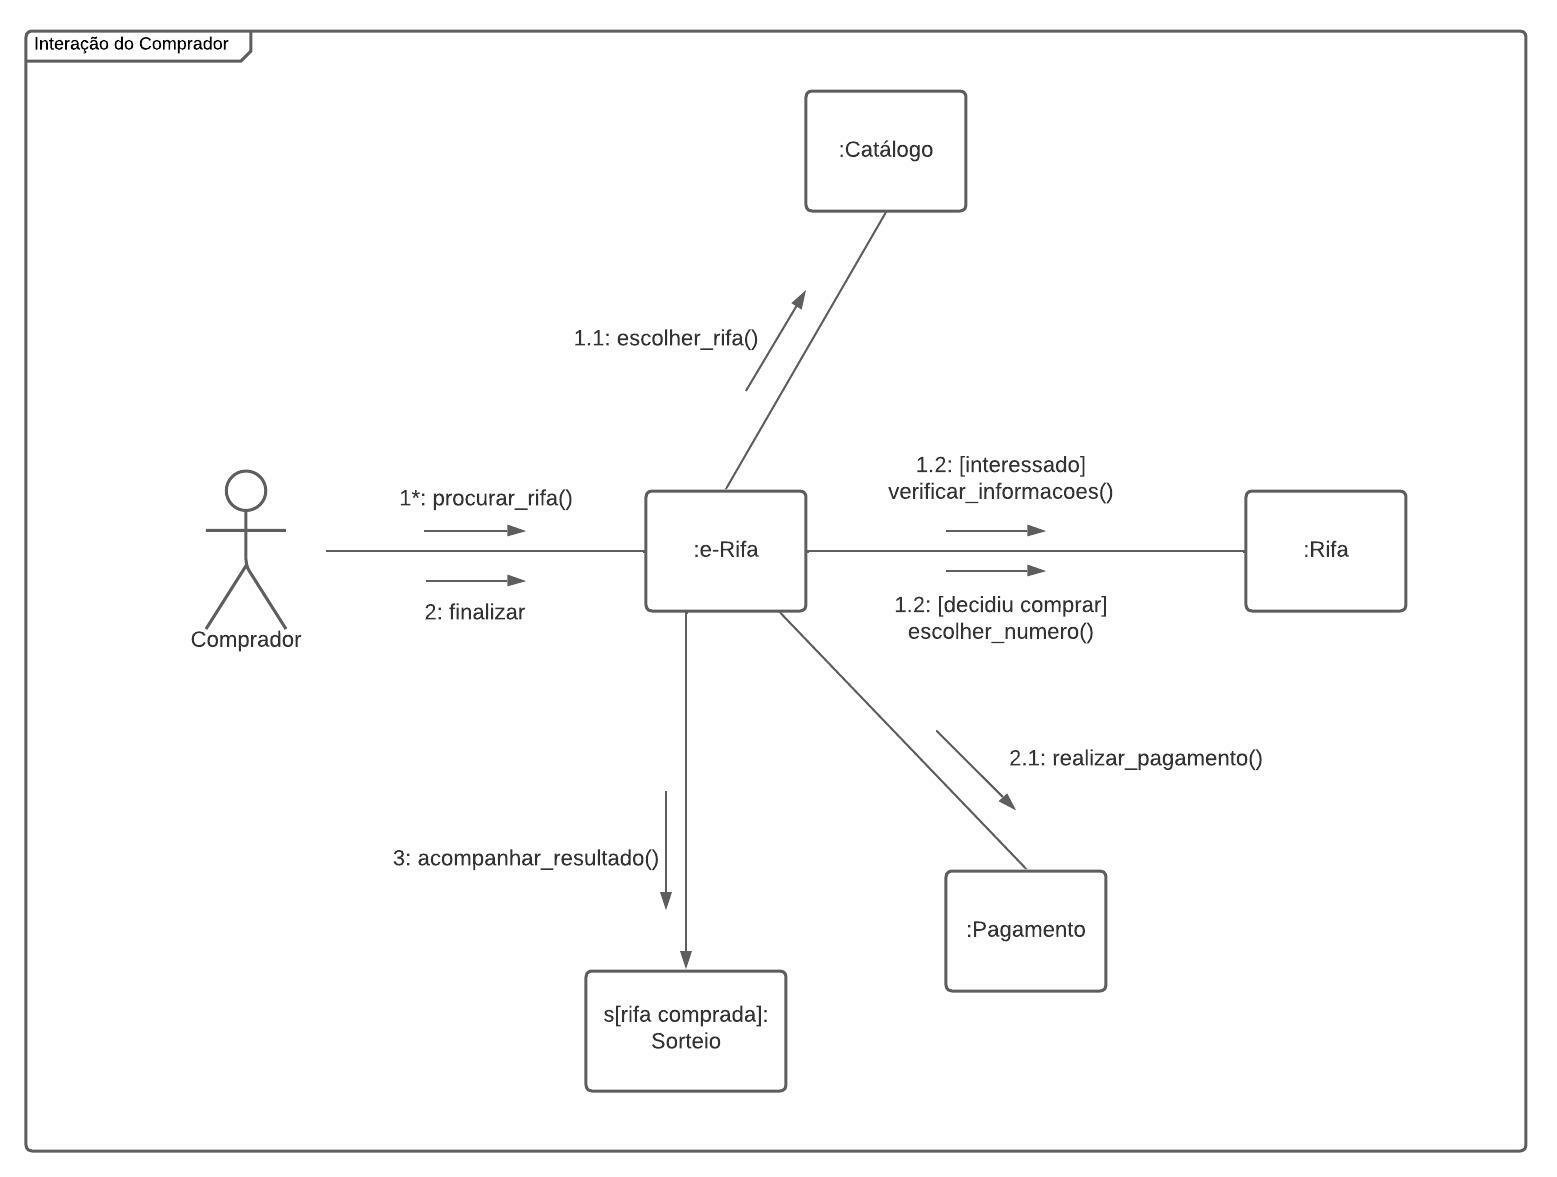 Interação do Comprador
:Catálogo
1.1: escolher_rifa()
1.2: [interessado]
verificar_informacoes()
1*: procurar_rifa()
:e-Rifa
:Rifa
2: finalizar
1.2: [decidiu comprar]
escolher_numero()
Comprador
2.1: realizar_pagamento()
3: acompanhar_resultado()
:Pagamento
s[rifa comprada]:
Sorteio